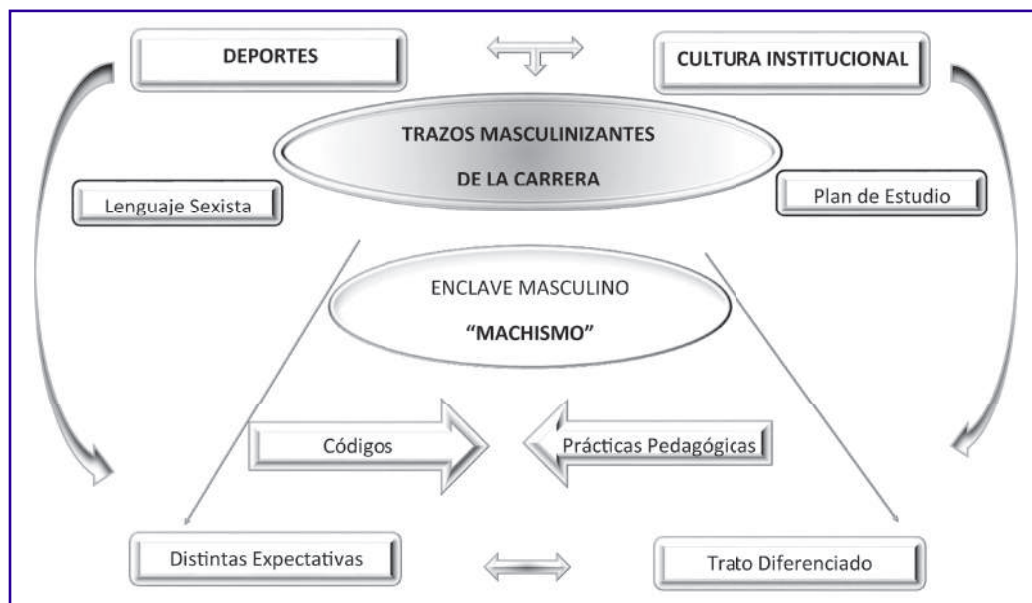 DEPORTES
CULTURA INSTITUCIONAL
TRAZOS MASCULINIZANTES
DE LA CARRERA
Lenguaje Sexista
Plan de Estudio
ENCLAVE MASCULINO
“MACHISMO”
Códigos
Prácticas Pedagógicas
Distintas Expectativas
Trato Diferenciado